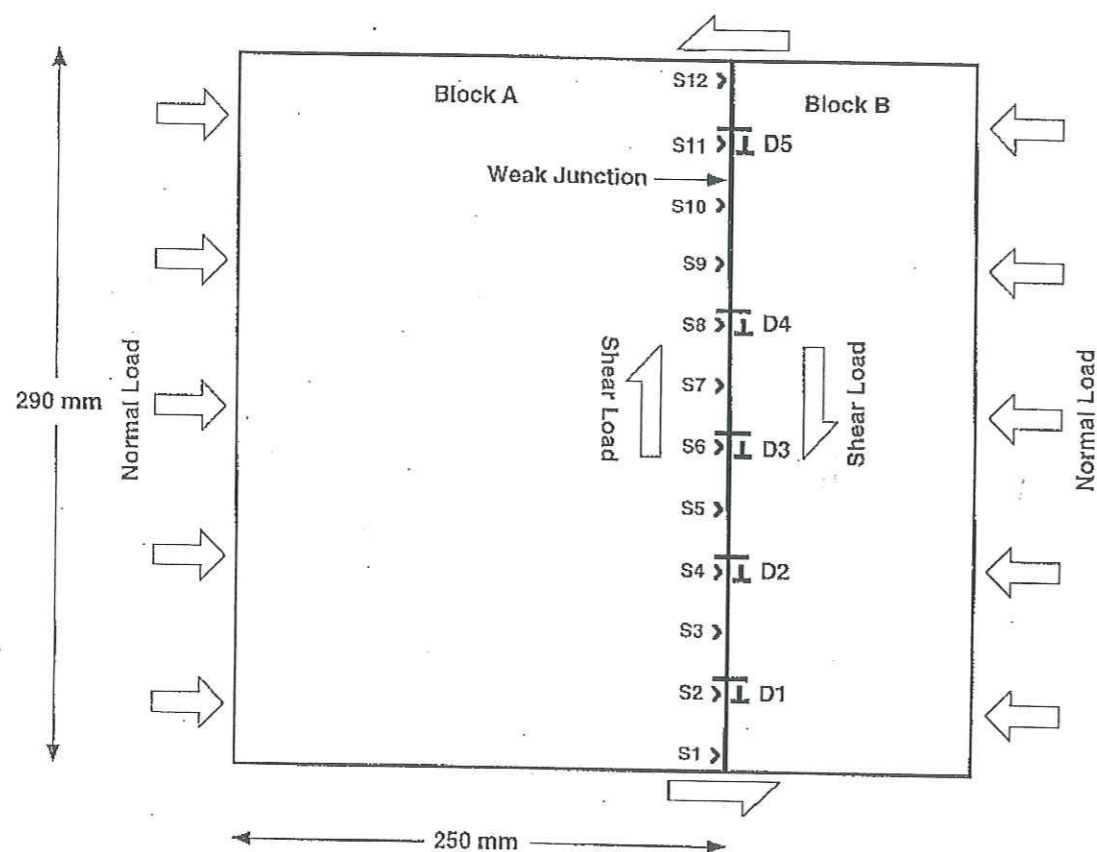 S12
Block A
Block B
S11
D5
Weak Junction
S10
S9
S8
D4
Shear Load
Shear Load
S7
290 mm
Normal Load
Normal Load
S6
D3
S5
S4
D2
S3
S2
D1
S1
250 mm